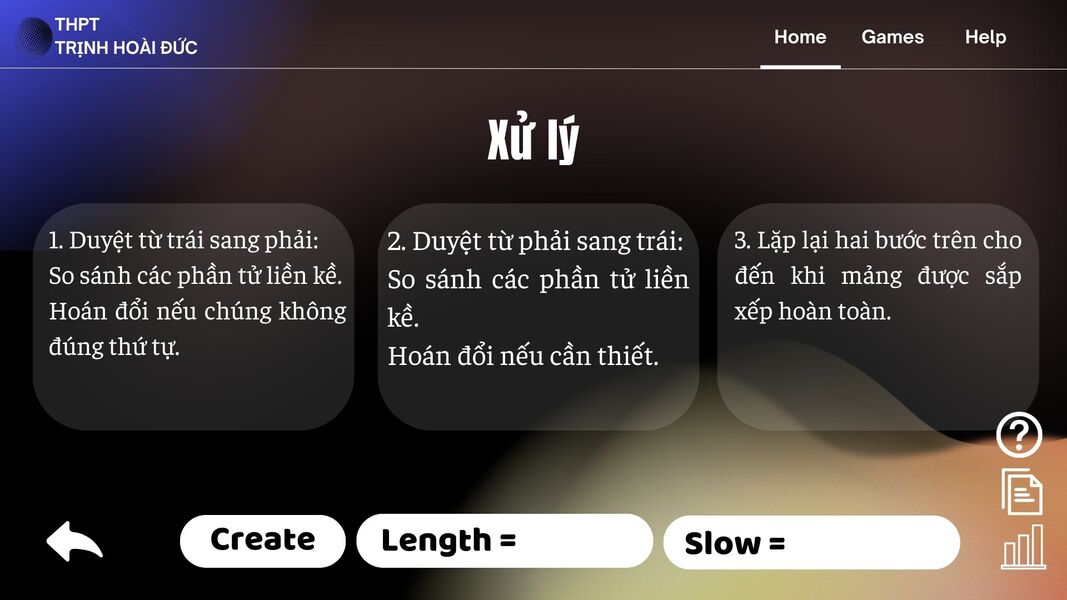 THPT
TRỊNH HOÀI ĐỨC
Home
Games
Help
Xử lý
1. Duyệt từ trái sang phải:
So sánh các phần tử liền kề.
Hoán đổi nếu chúng không
đúng thứ tự.
2. Duyệt từ phải sang trái:
So sánh các phần tử liền
kề.
Hoán đổi nếu cần thiết.
3. Lặp lại hai bước trên cho
đến khi mảng được sắp
xếp hoàn toàn.
?
Create
Length =
Slow =